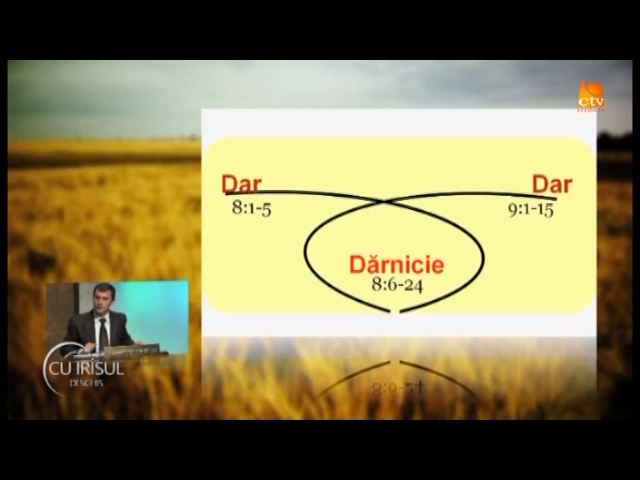 ctv
Dar
Dar
8:1-5
9:1-15
Dărnicie
8:6-24
CU IRISUL
DESCHIS